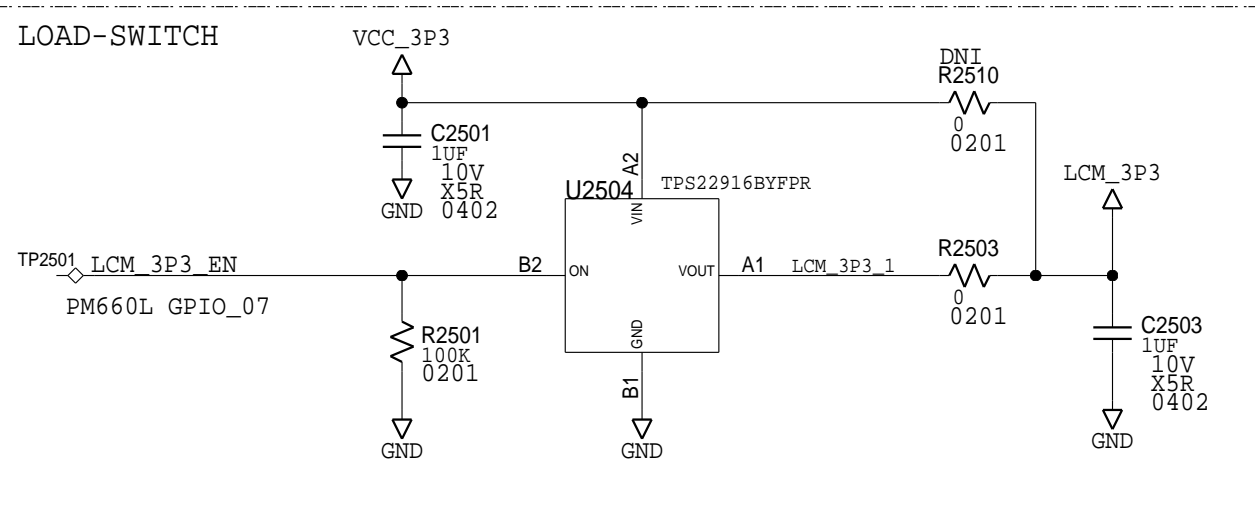 LOAD-SWITCH
VCC_3P3
DNI
R2510
0
0201
C2501
1UF
10V
X5R
0402
GND
A2
U2504
TPS22916BYFPR
VIN
LCM_3P3
TP2501
LCM_3P3_EN
B2
ON
VOUT
A1
LCM_3P3_1
R2503
0
0201
PM660L GPIO_07
R2501
100K
0201
GND
B1
C2503
1UF
10V
X5R
0402
GND
GND
GND